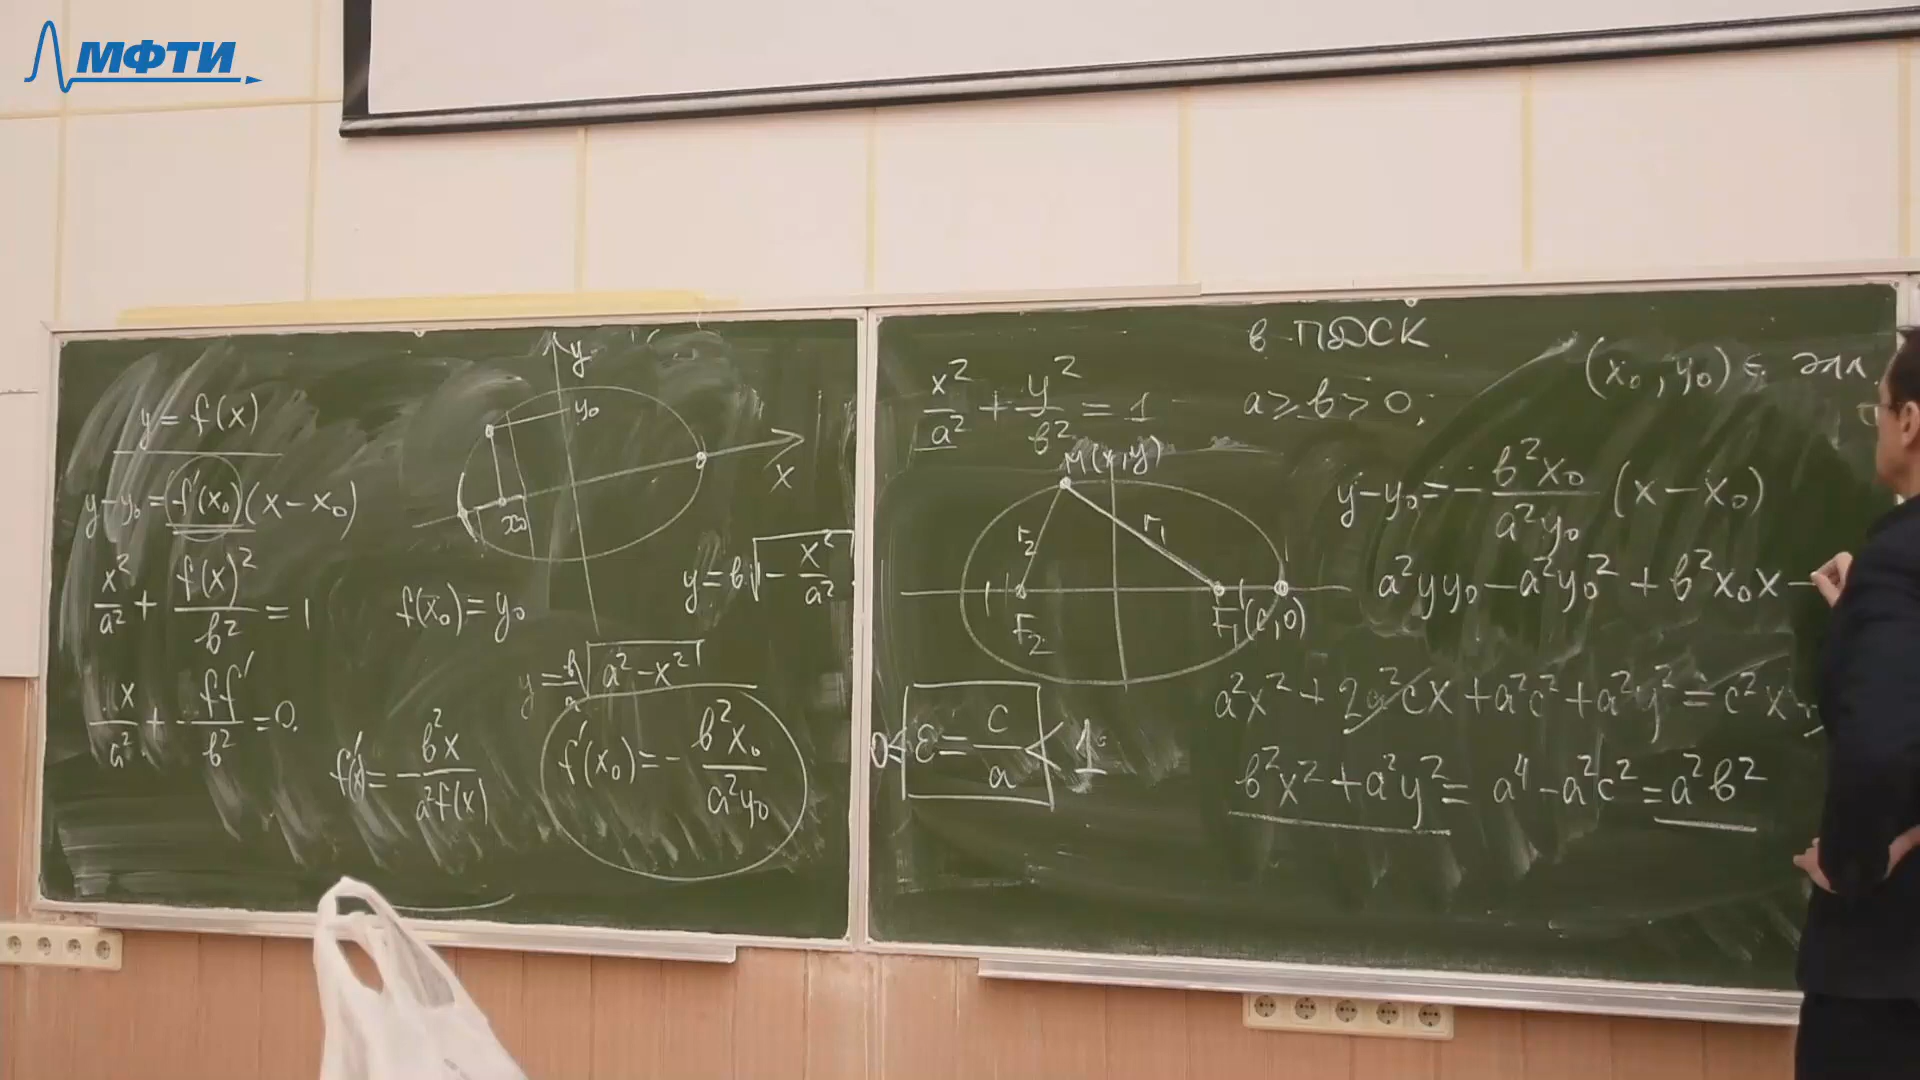 МФТИ
y = f(x)
y − y₀ = f′(x₀)(x − x₀)
x²/a² + f(x)²/b² = 1
x/a² + ff′/b² = 0.
y
y₀
x
x₀
f(x₀) = y₀
y = b√(1 − x²/a²)
y = b/a √(a² − x²)
f′(x) = − b²x/(a²f(x))
f′(x₀) = − b²x₀/(a²y₀)
в ПДСК
x²/a² + y²/b² = 1
a ≥ b > 0;
(x₀, y₀) ∈ элл.
M(x,y)
r₂
r₁
F₂
F₁(c,0)
0 < ε = c/a < 1
y − y₀ = − b²x₀/(a²y₀) (x − x₀)
a²yy₀ − a²y₀² + b²x₀x −
a²x² + 2a²cx + a²c² + a²y² = c²x²
b²x² + a²y² = a⁴ − a²c² = a²b²